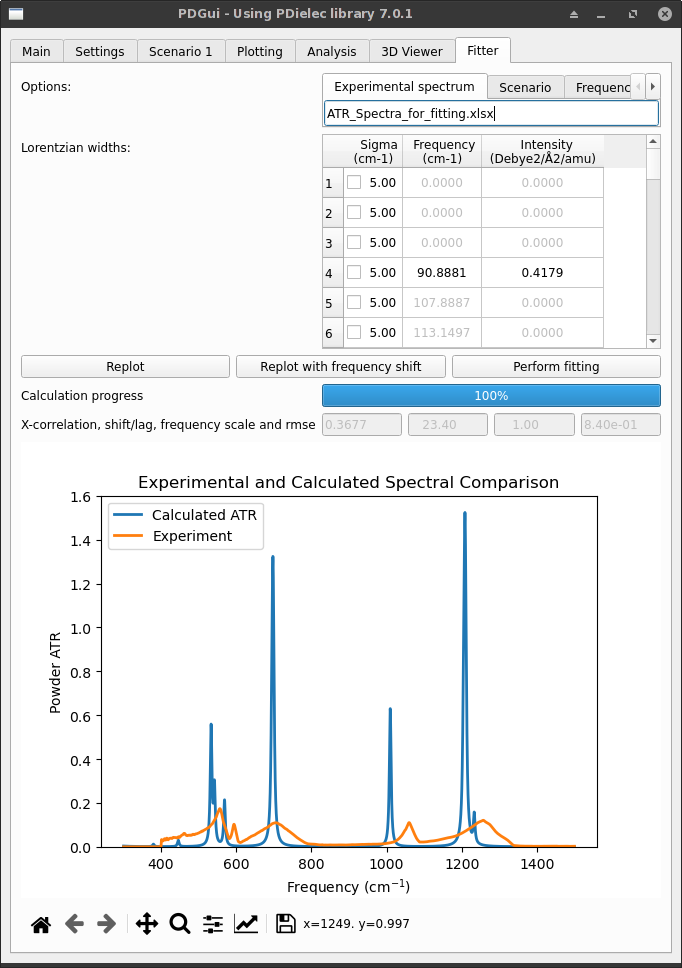 PDGui - Using PDielec library 7.0.1
Main Settings Scenario 1 Plotting Analysis 3D Viewer Fitter
Options: Experimental spectrum Scenario Frequenc
ATR_Spectra_for_fitting.xlsx
Lorentzian widths: Sigma Frequency Intensity
(cm-1) (cm-1) (Debye2/Å2/amu)
1 5.00 0.0000 0.0000
2 5.00 0.0000 0.0000
3 5.00 0.0000 0.0000
4 5.00 90.8881 0.4179
5 5.00 107.8887 0.0000
6 5.00 113.1497 0.0000
Replot Replot with frequency shift Perform fitting
Calculation progress 100%
X-correlation, shift/lag, frequency scale and rmse 0.3677 23.40 1.00 8.40e-01
Experimental and Calculated Spectral Comparison
Calculated ATR
Experiment
Powder ATR
1.6
1.4
1.2
1.0
0.8
0.6
0.4
0.2
0.0
400 600 800 1000 1200 1400
Frequency (cm⁻¹)
x=1249. y=0.997